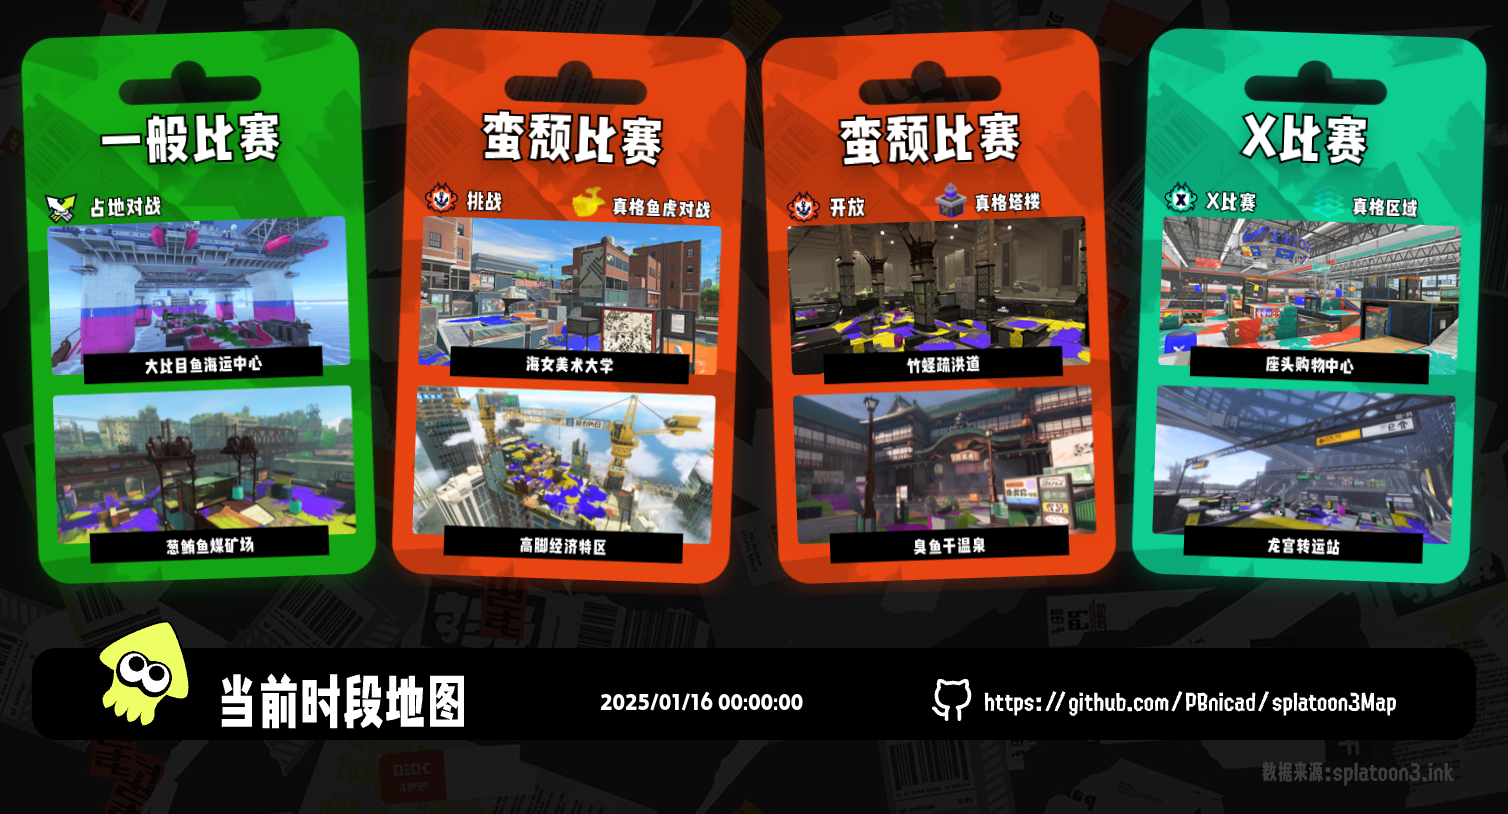 一般比赛
占地对战
大比目鱼海运中心
葱鲔鱼煤矿场
蛮颓比赛
挑战
真格鱼虎对战
海女美术大学
高脚经济特区
蛮颓比赛
开放
真格塔楼
竹蛏疏洪道
臭鱼干温泉
X比赛
X比赛
真格区域
座头购物中心
龙宫转运站
当前时段地图
2025/01/16 00:00:00
https://github.com/PBnicad/splatoon3Map
数据来源:splatoon3.ink